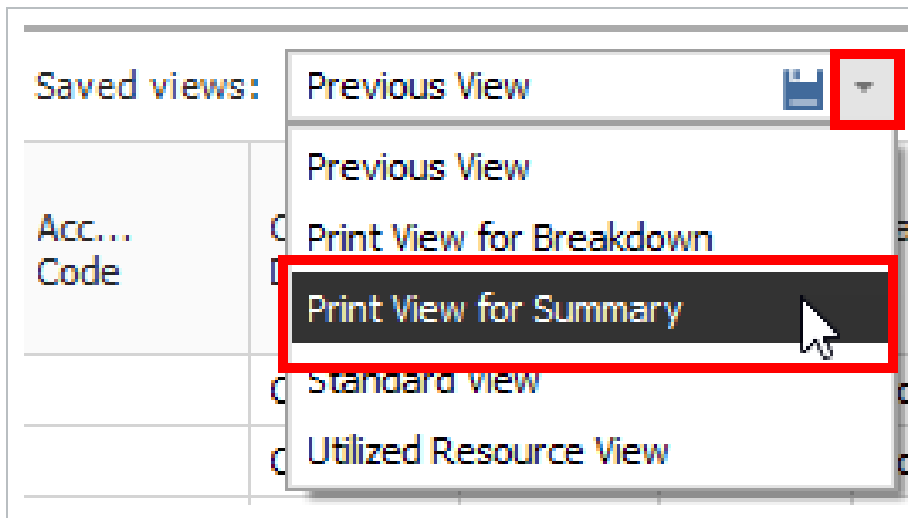 Saved views: Previous View
Previous View
Acc...
Code
Print View for Breakdown
Print View for Summary
Standard View
Utilized Resource View